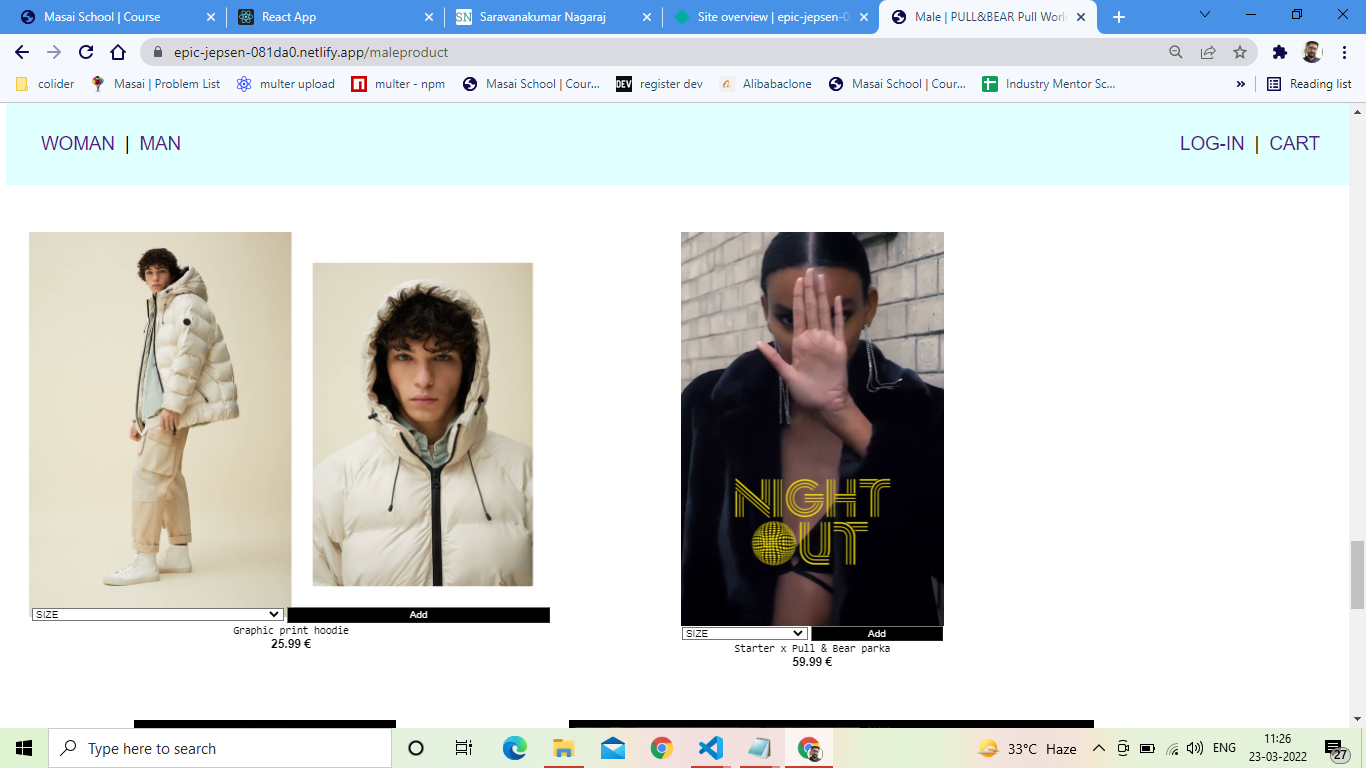 Masai School | Course
React App
SN Saravanakumar Nagaraj
Site overview | epic-jepsen-0
Male | PULL&BEAR Pull Worl
epic-jepsen-081da0.netlify.app/maleproduct
colider
Masai | Problem List
multer upload
multer - npm
Masai School | Cour...
DEV register dev
a Alibabaclone
Masai School | Cour...
Industry Mentor Sc...
»
Reading list
WOMAN | MAN
LOG-IN | CART
NIGHT
OUT
SIZE
Add
Graphic print hoodie
25.99 €
SIZE
Add
Starter x Pull & Bear parka
59.99 €
Type here to search
33°C Haze
ENG
11:26
23-03-2022
27